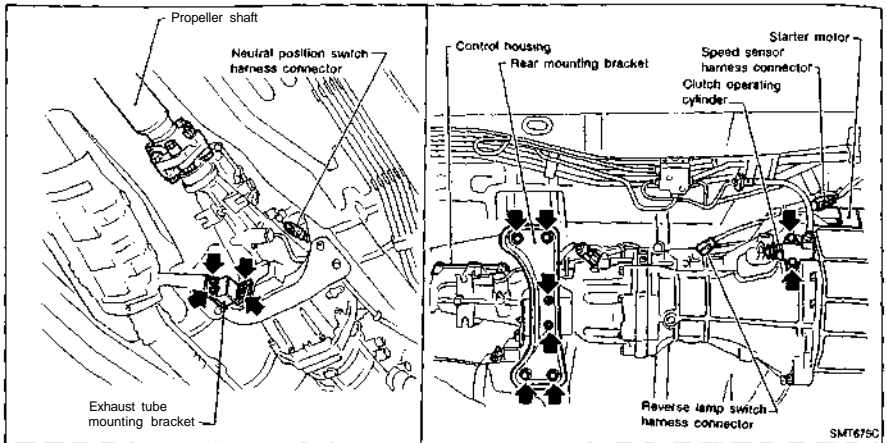 Propeller shaft
Neutral position switch
harness connector
Exhaust tube
mounting bracket
Control housing
Rear mounting bracket
Starter motor
Speed sensor
harness connector
Clutch operating
cylinder
Reverse lamp switch
harness connector
SMT675C